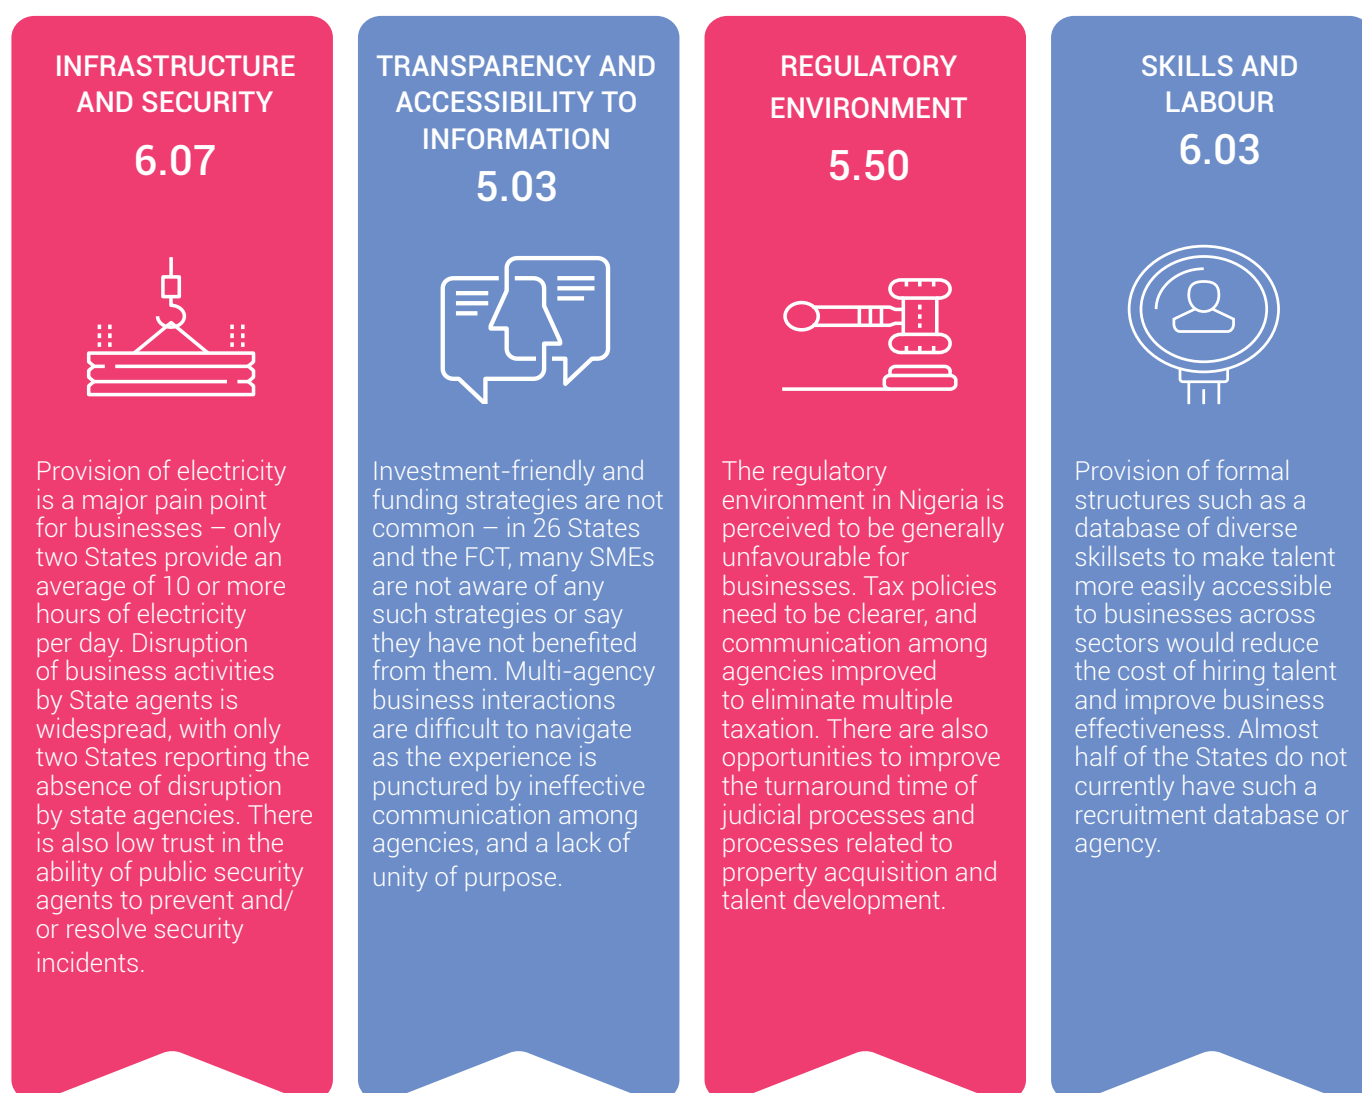 INFRASTRUCTURE
AND SECURITY
6.07
Provision of electricity
is a major pain point
for businesses – only
two States provide an
average of 10 or more
hours of electricity
per day. Disruption
of business activities
by State agents is
widespread, with only
two States reporting the
absence of disruption
by state agencies. There
is also low trust in the
ability of public security
agents to prevent and/
or resolve security
incidents.
TRANSPARENCY AND
ACCESSIBILITY TO
INFORMATION
5.03
Investment-friendly and
funding strategies are not
common – in 26 States
and the FCT, many SMEs
are not aware of any
such strategies or say
they have not benefited
from them. Multi-agency
business interactions
are difficult to navigate
as the experience is
punctured by ineffective
communication among
agencies, and a lack of
unity of purpose.
REGULATORY
ENVIRONMENT
5.50
The regulatory
environment in Nigeria is
perceived to be generally
unfavourable for
businesses. Tax policies
need to be clearer, and
communication among
agencies improved
to eliminate multiple
taxation. There are also
opportunities to improve
the turnaround time of
judicial processes and
processes related to
property acquisition and
talent development.
SKILLS AND
LABOUR
6.03
Provision of formal
structures such as a
database of diverse
skillsets to make talent
more easily accessible
to businesses across
sectors would reduce
the cost of hiring talent
and improve business
effectiveness. Almost
half of the States do not
currently have such a
recruitment database or
agency.